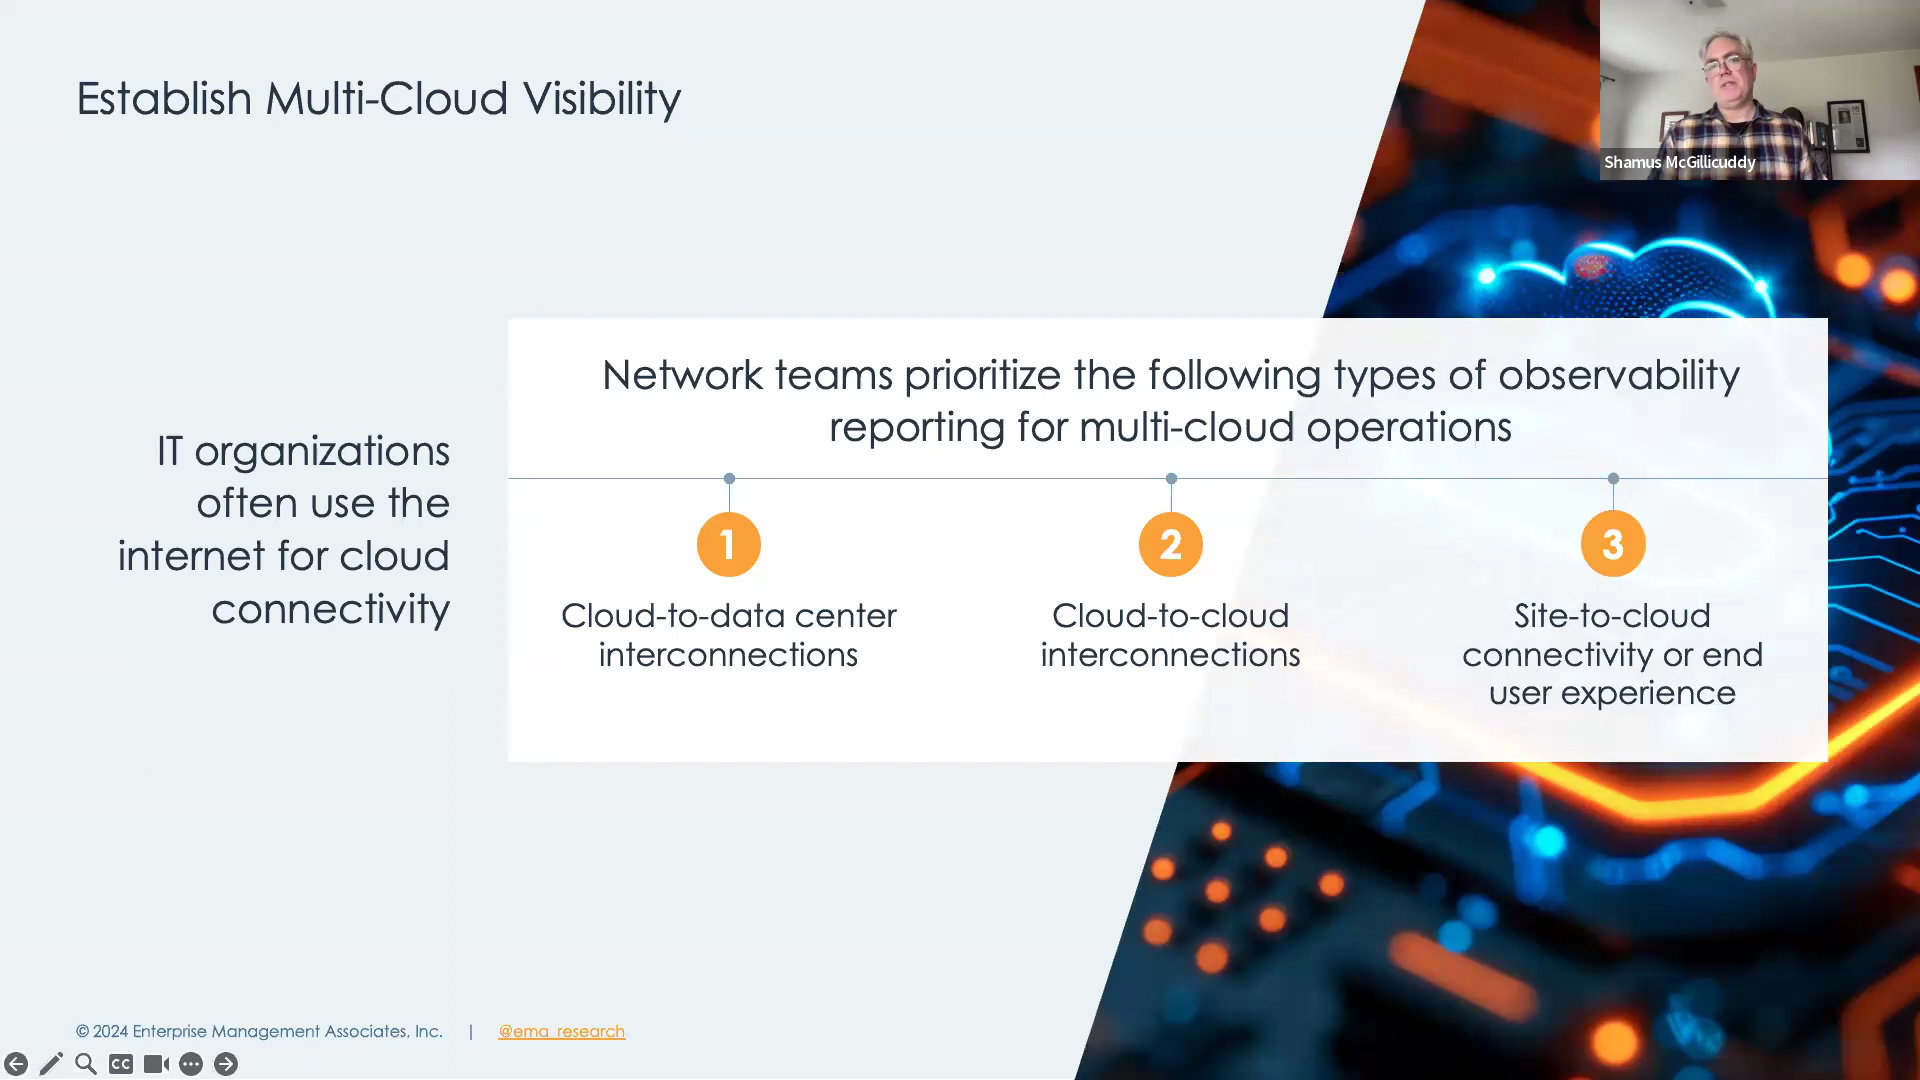 Establish Multi-Cloud Visibility
Shamus McGillicuddy
IT organizations
often use the
internet for cloud
connectivity
Network teams prioritize the following types of observability
reporting for multi-cloud operations
1
Cloud-to-data center
interconnections
2
Cloud-to-cloud
interconnections
3
Site-to-cloud
connectivity or end
user experience
© 2024 Enterprise Management Associates, Inc. | @ema_research
CC